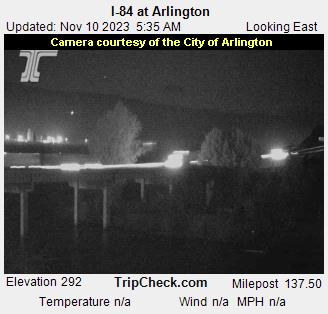 I-84 at Arlington
Updated: Nov 10 2023 5:35 AM Looking East
Camera courtesy of the City of Arlington
Elevation 292 TripCheck.com Milepost 137.50
Temperature n/a Wind n/a MPH n/a